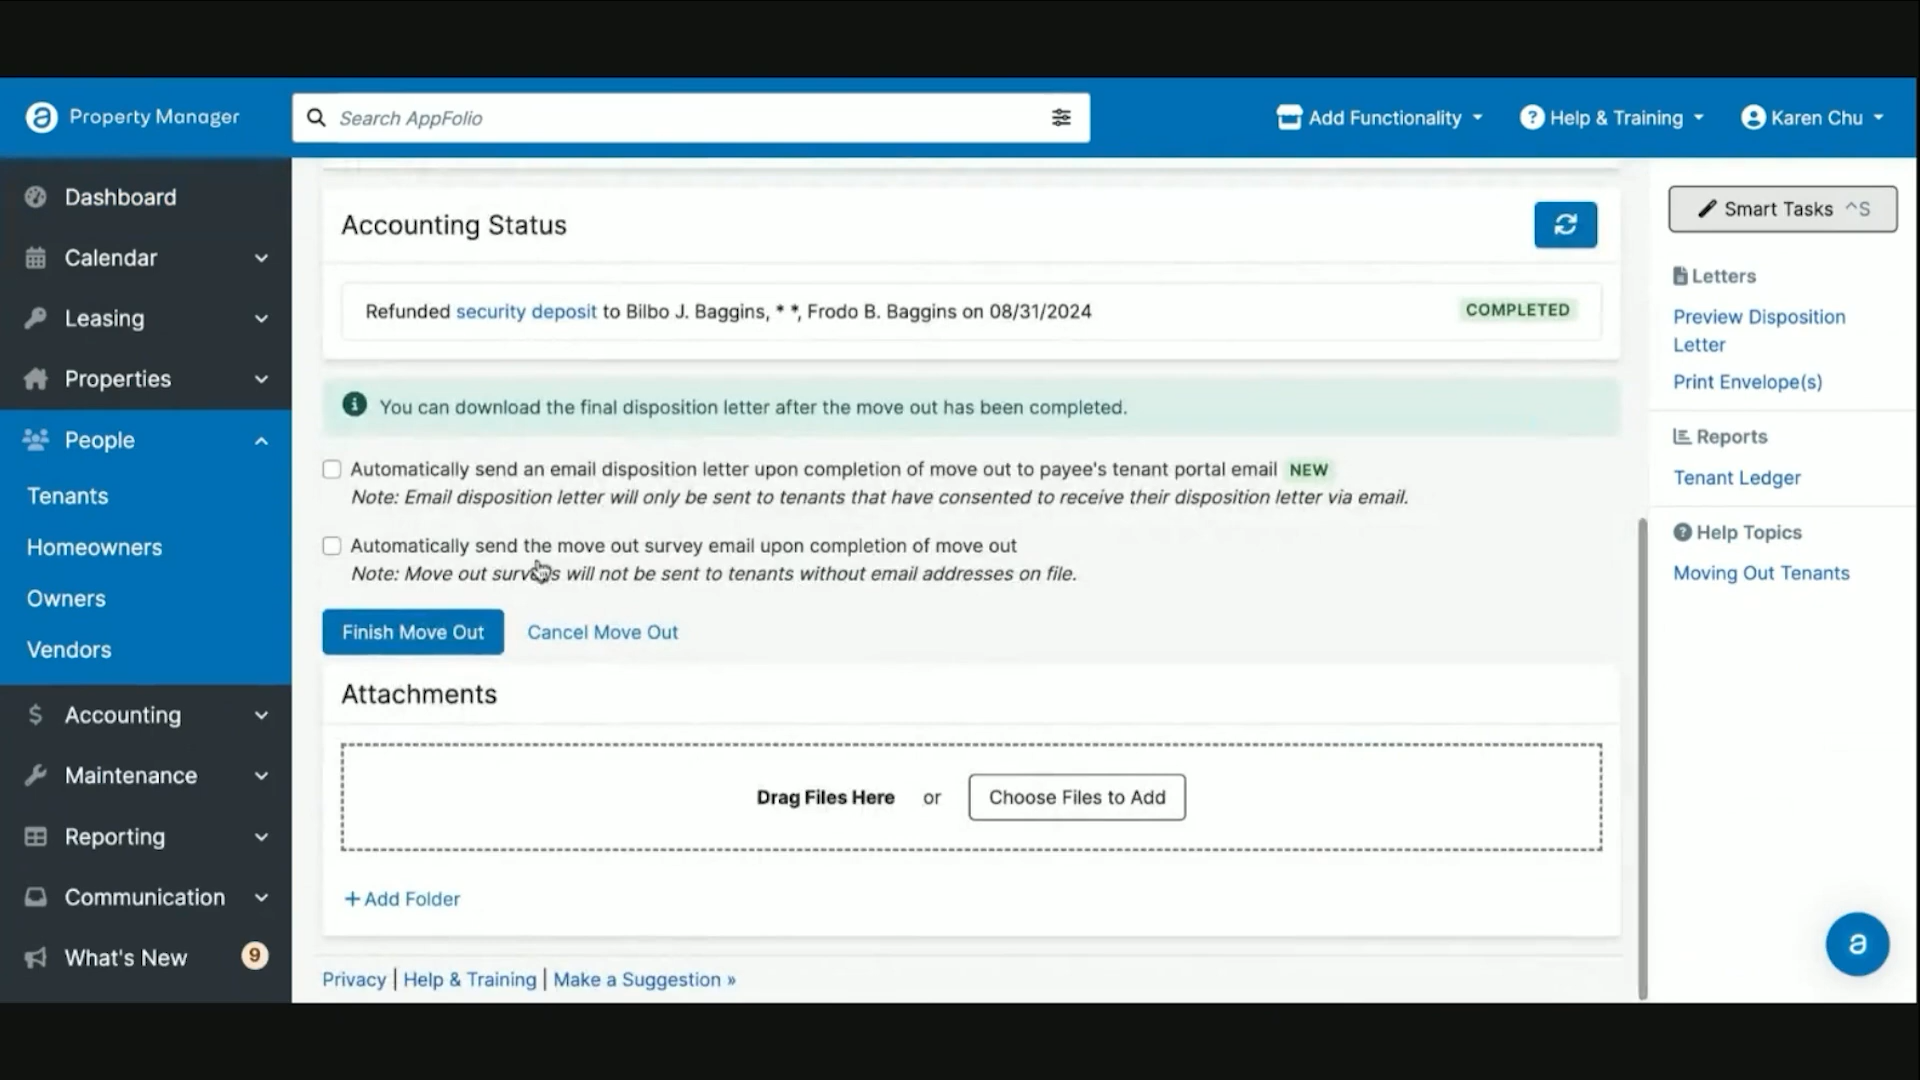 Property Manager
Search AppFolio
Add Functionality
Help & Training
Karen Chu
Dashboard
Calendar
Leasing
Properties
People
Tenants
Homeowners
Owners
Vendors
Accounting
Maintenance
Reporting
Communication
What's New 9
Accounting Status
Refunded security deposit to Bilbo J. Baggins, * *, Frodo B. Baggins on 08/31/2024 COMPLETED
You can download the final disposition letter after the move out has been completed.
Automatically send an email disposition letter upon completion of move out to payee's tenant portal email NEW
Note: Email disposition letter will only be sent to tenants that have consented to receive their disposition letter via email.
Automatically send the move out survey email upon completion of move out
Note: Move out surveys will not be sent to tenants without email addresses on file.
Finish Move Out Cancel Move Out
Attachments
Drag Files Here or Choose Files to Add
+ Add Folder
Privacy | Help & Training | Make a Suggestion »
Smart Tasks ^S
Letters
Preview Disposition
Letter
Print Envelope(s)
Reports
Tenant Ledger
Help Topics
Moving Out Tenants